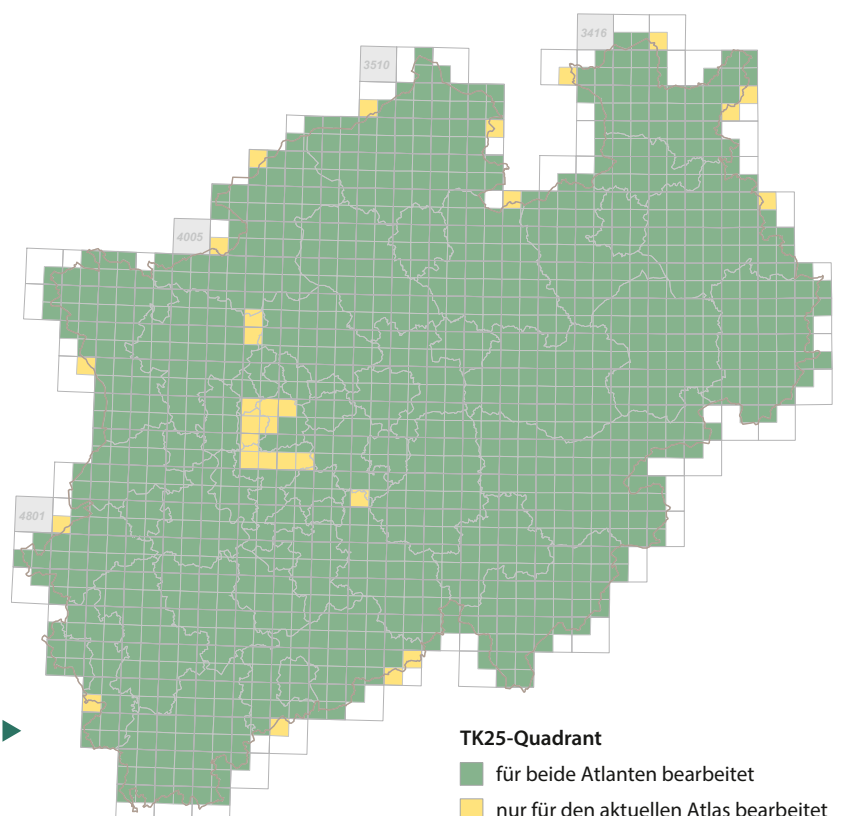 3416
3510
4005
4801
TK25-Quadrant
für beide Atlanten bearbeitet
nur für den aktuellen Atlas bearbeitet